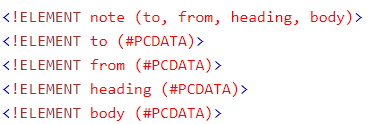 <!ELEMENT note (to, from, heading, body)>
<!ELEMENT to (#PCDATA)>
<!ELEMENT from (#PCDATA)>
<!ELEMENT heading (#PCDATA)>
<!ELEMENT body (#PCDATA)>